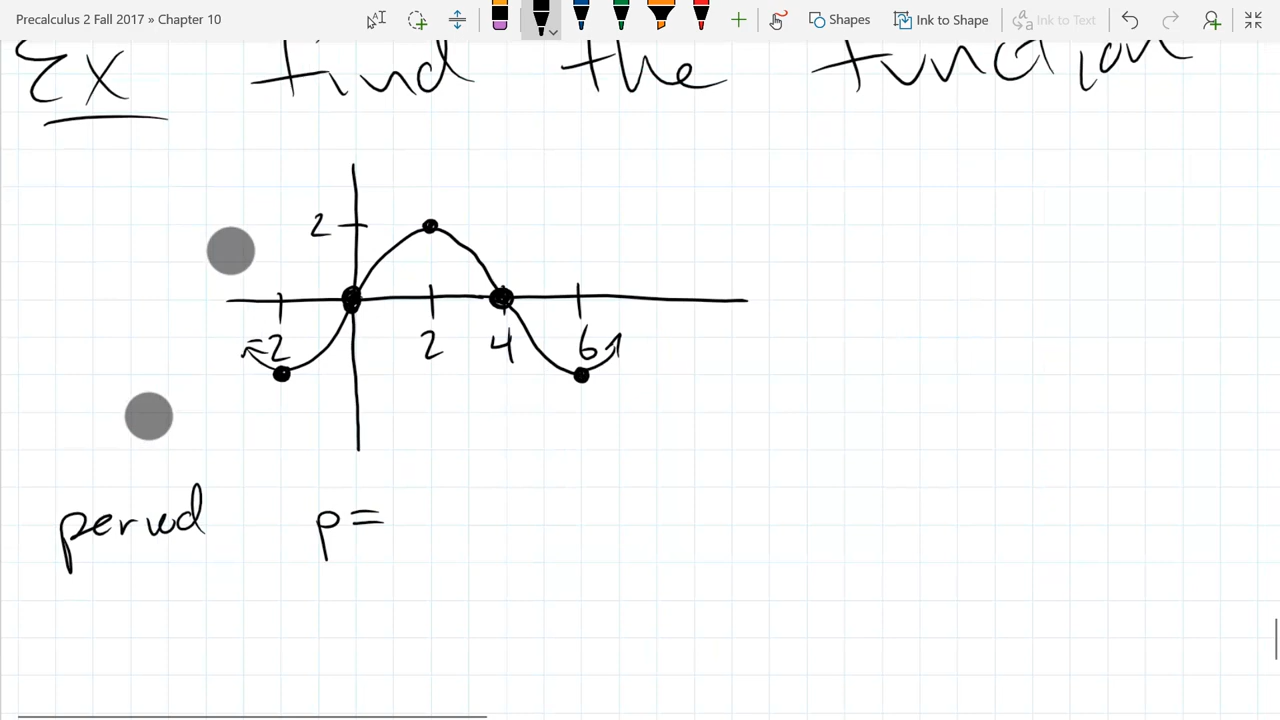 Precalculus 2 Fall 2017 » Chapter 10
Shapes Ink to Shape Ink to Text
Ex find the function
2
-2 2 4 6
period p=